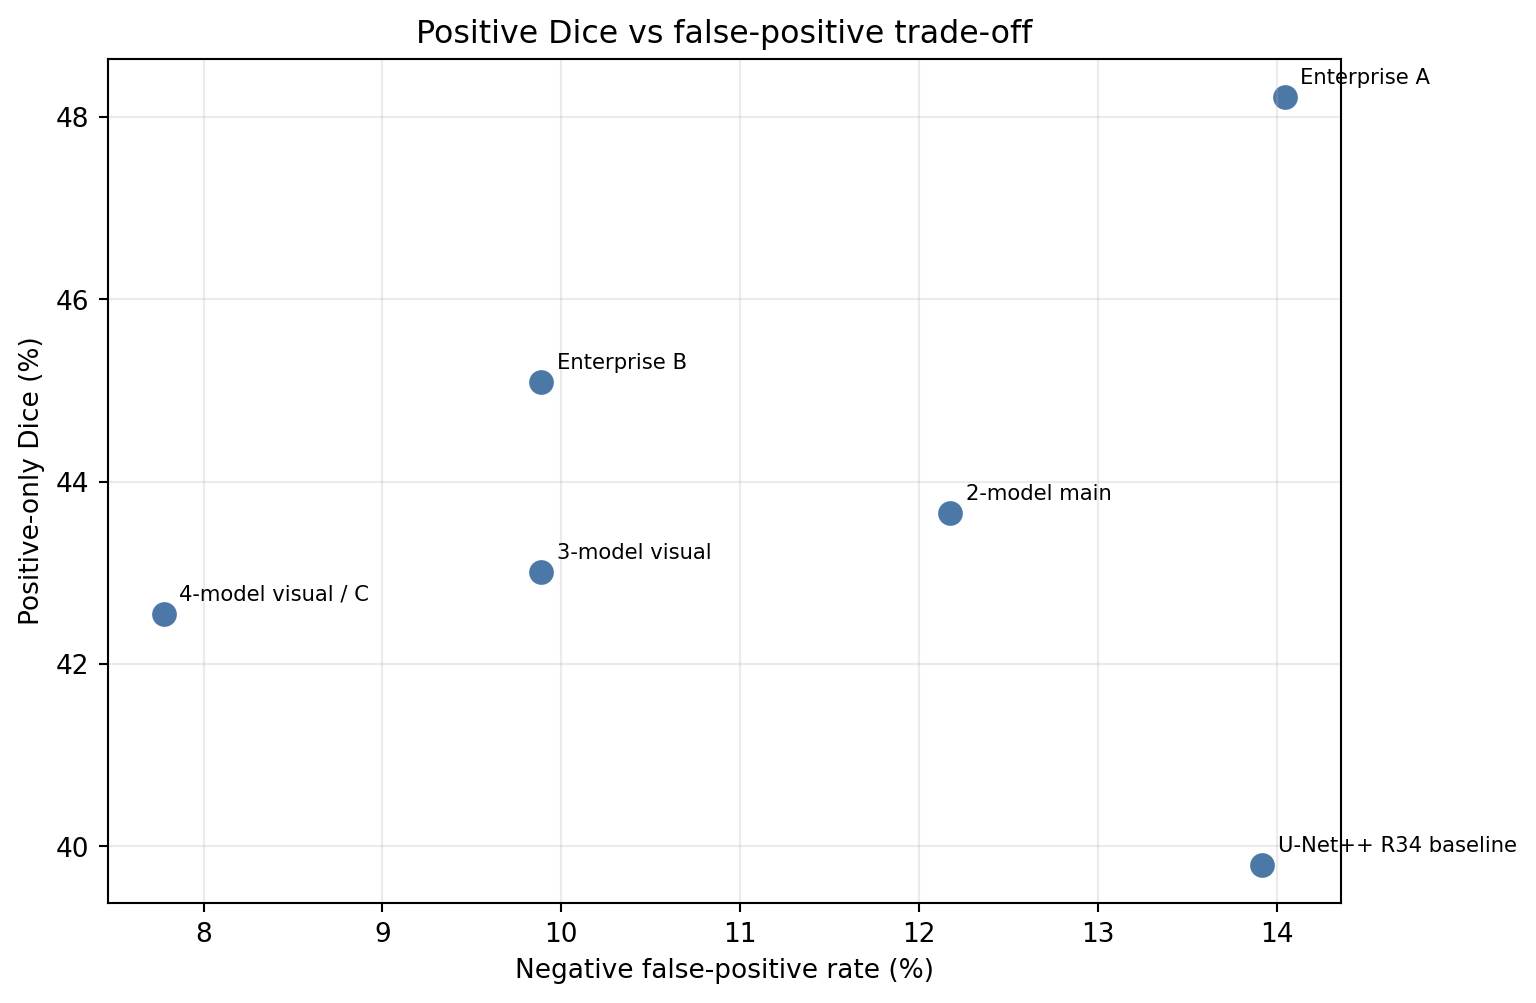 Positive Dice vs false-positive trade-off
Enterprise A
48
46
Enterprise B
Positive-only Dice (%)
44
2-model main
3-model visual
4-model visual / C
42
40
U-Net++ R34 baseline
8 9 10 11 12 13 14
Negative false-positive rate (%)